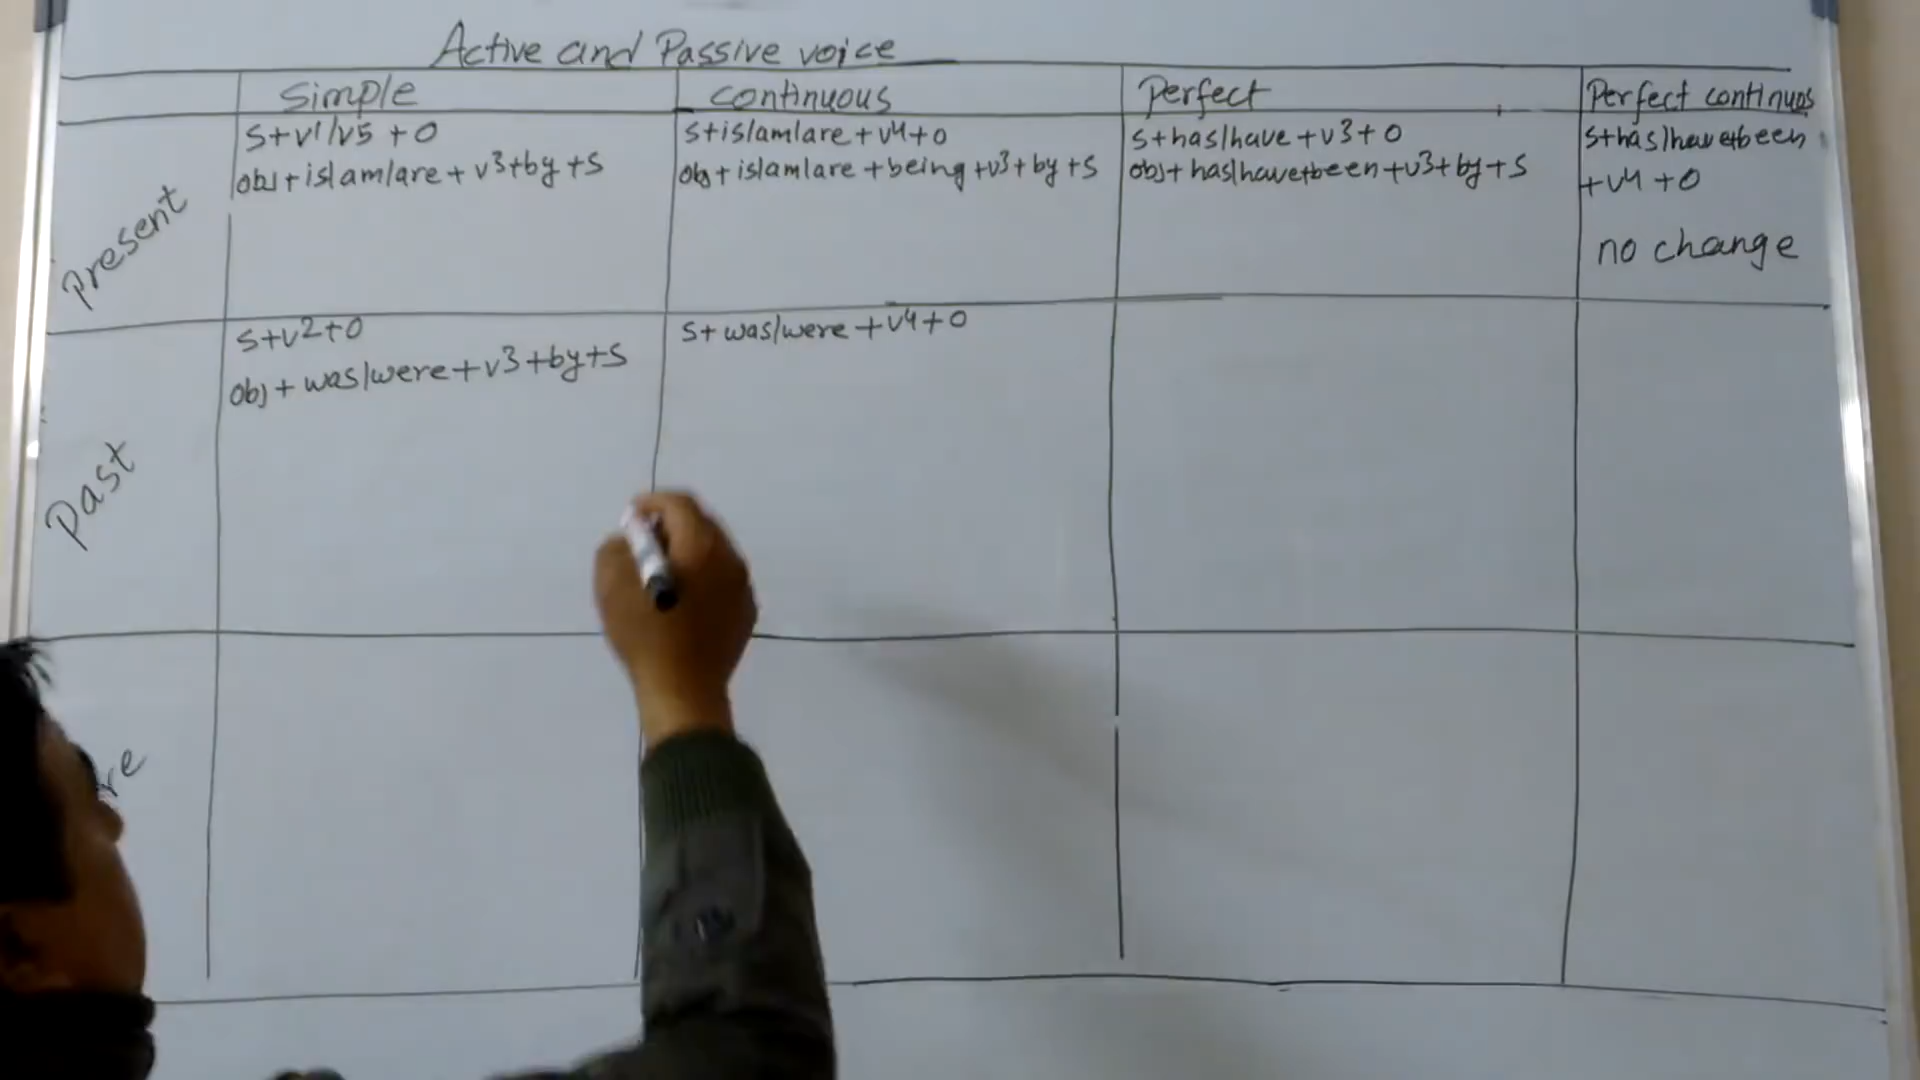 Active and Passive voice
Simple
continuous
Perfect
Perfect continuos
Present
S+v1/v5 +O
obj+is/am/are+v3+by+S
S+is/am/are+v4+O
obj+is/am/are+being+v3+by+S
S+has/have+v3+O
obj+has/have+been+v3+by+S
S+has/have+been
+v4+O
no change
Past
S+v2+O
obj+was/were+v3+by+S
S+was/were+v4+O